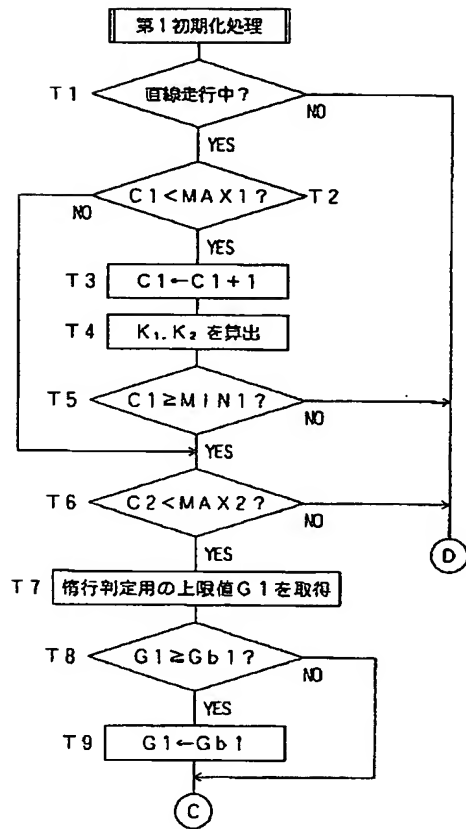 第1初期化処理
T1
直線走行中?
NO
YES
C1<MAX1?
T2
NO
YES
T3
C1←C1+1
T4
K₁, K₂ を算出
T5
C1≧MIN1?
NO
YES
T6
C2<MAX2?
NO
YES
D
T7
惰行判定用の上限値G1を取得
T8
G1≧Gb1?
NO
YES
T9
G1←Gb1
C